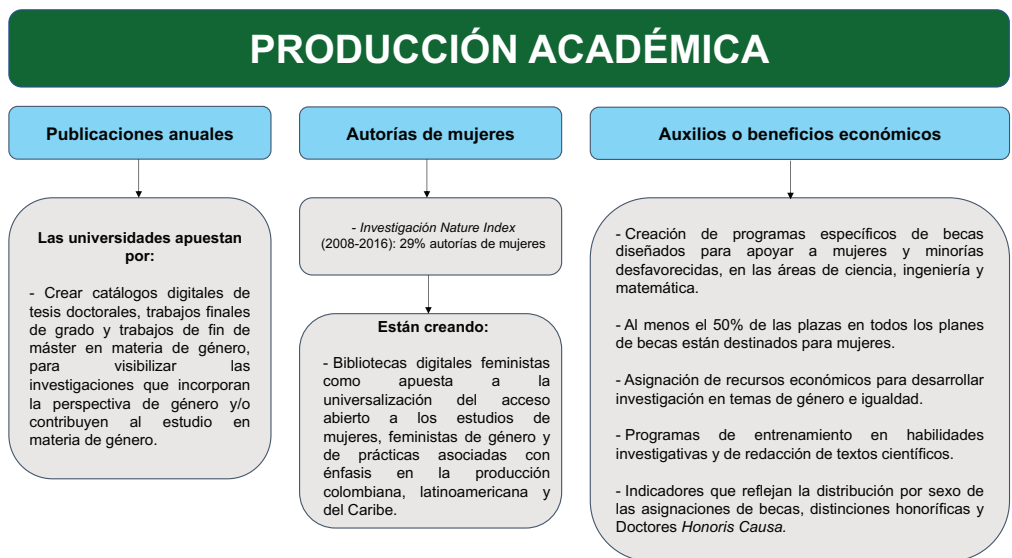 PRODUCCIÓN ACADÉMICA
Publicaciones anuales
Las universidades apuestan
por:
- Crear catálogos digitales de
tesis doctorales, trabajos finales
de grado y trabajos de fin de
máster en materia de género,
para visibilizar las
investigaciones que incorporan
la perspectiva de género y/o
contribuyen al estudio en
materia de género.
Autorías de mujeres
- Investigación Nature Index
(2008-2016): 29% autorías de mujeres
Están creando:
- Bibliotecas digitales feministas
como apuesta a la
universalización del acceso
abierto a los estudios de
mujeres, feministas de género y
de prácticas asociadas con
énfasis en la producción
colombiana, latinoamericana y
del Caribe.
Auxilios o beneficios económicos
- Creación de programas específicos de becas
diseñados para apoyar a mujeres y minorías
desfavorecidas, en las áreas de ciencia, ingeniería y
matemática.
- Al menos el 50% de las plazas en todos los planes
de becas están destinados para mujeres.
- Asignación de recursos económicos para desarrollar
investigación en temas de género e igualdad.
- Programas de entrenamiento en habilidades
investigativas y de redacción de textos científicos.
- Indicadores que reflejan la distribución por sexo de
las asignaciones de becas, distinciones honoríficas y
Doctores Honoris Causa.